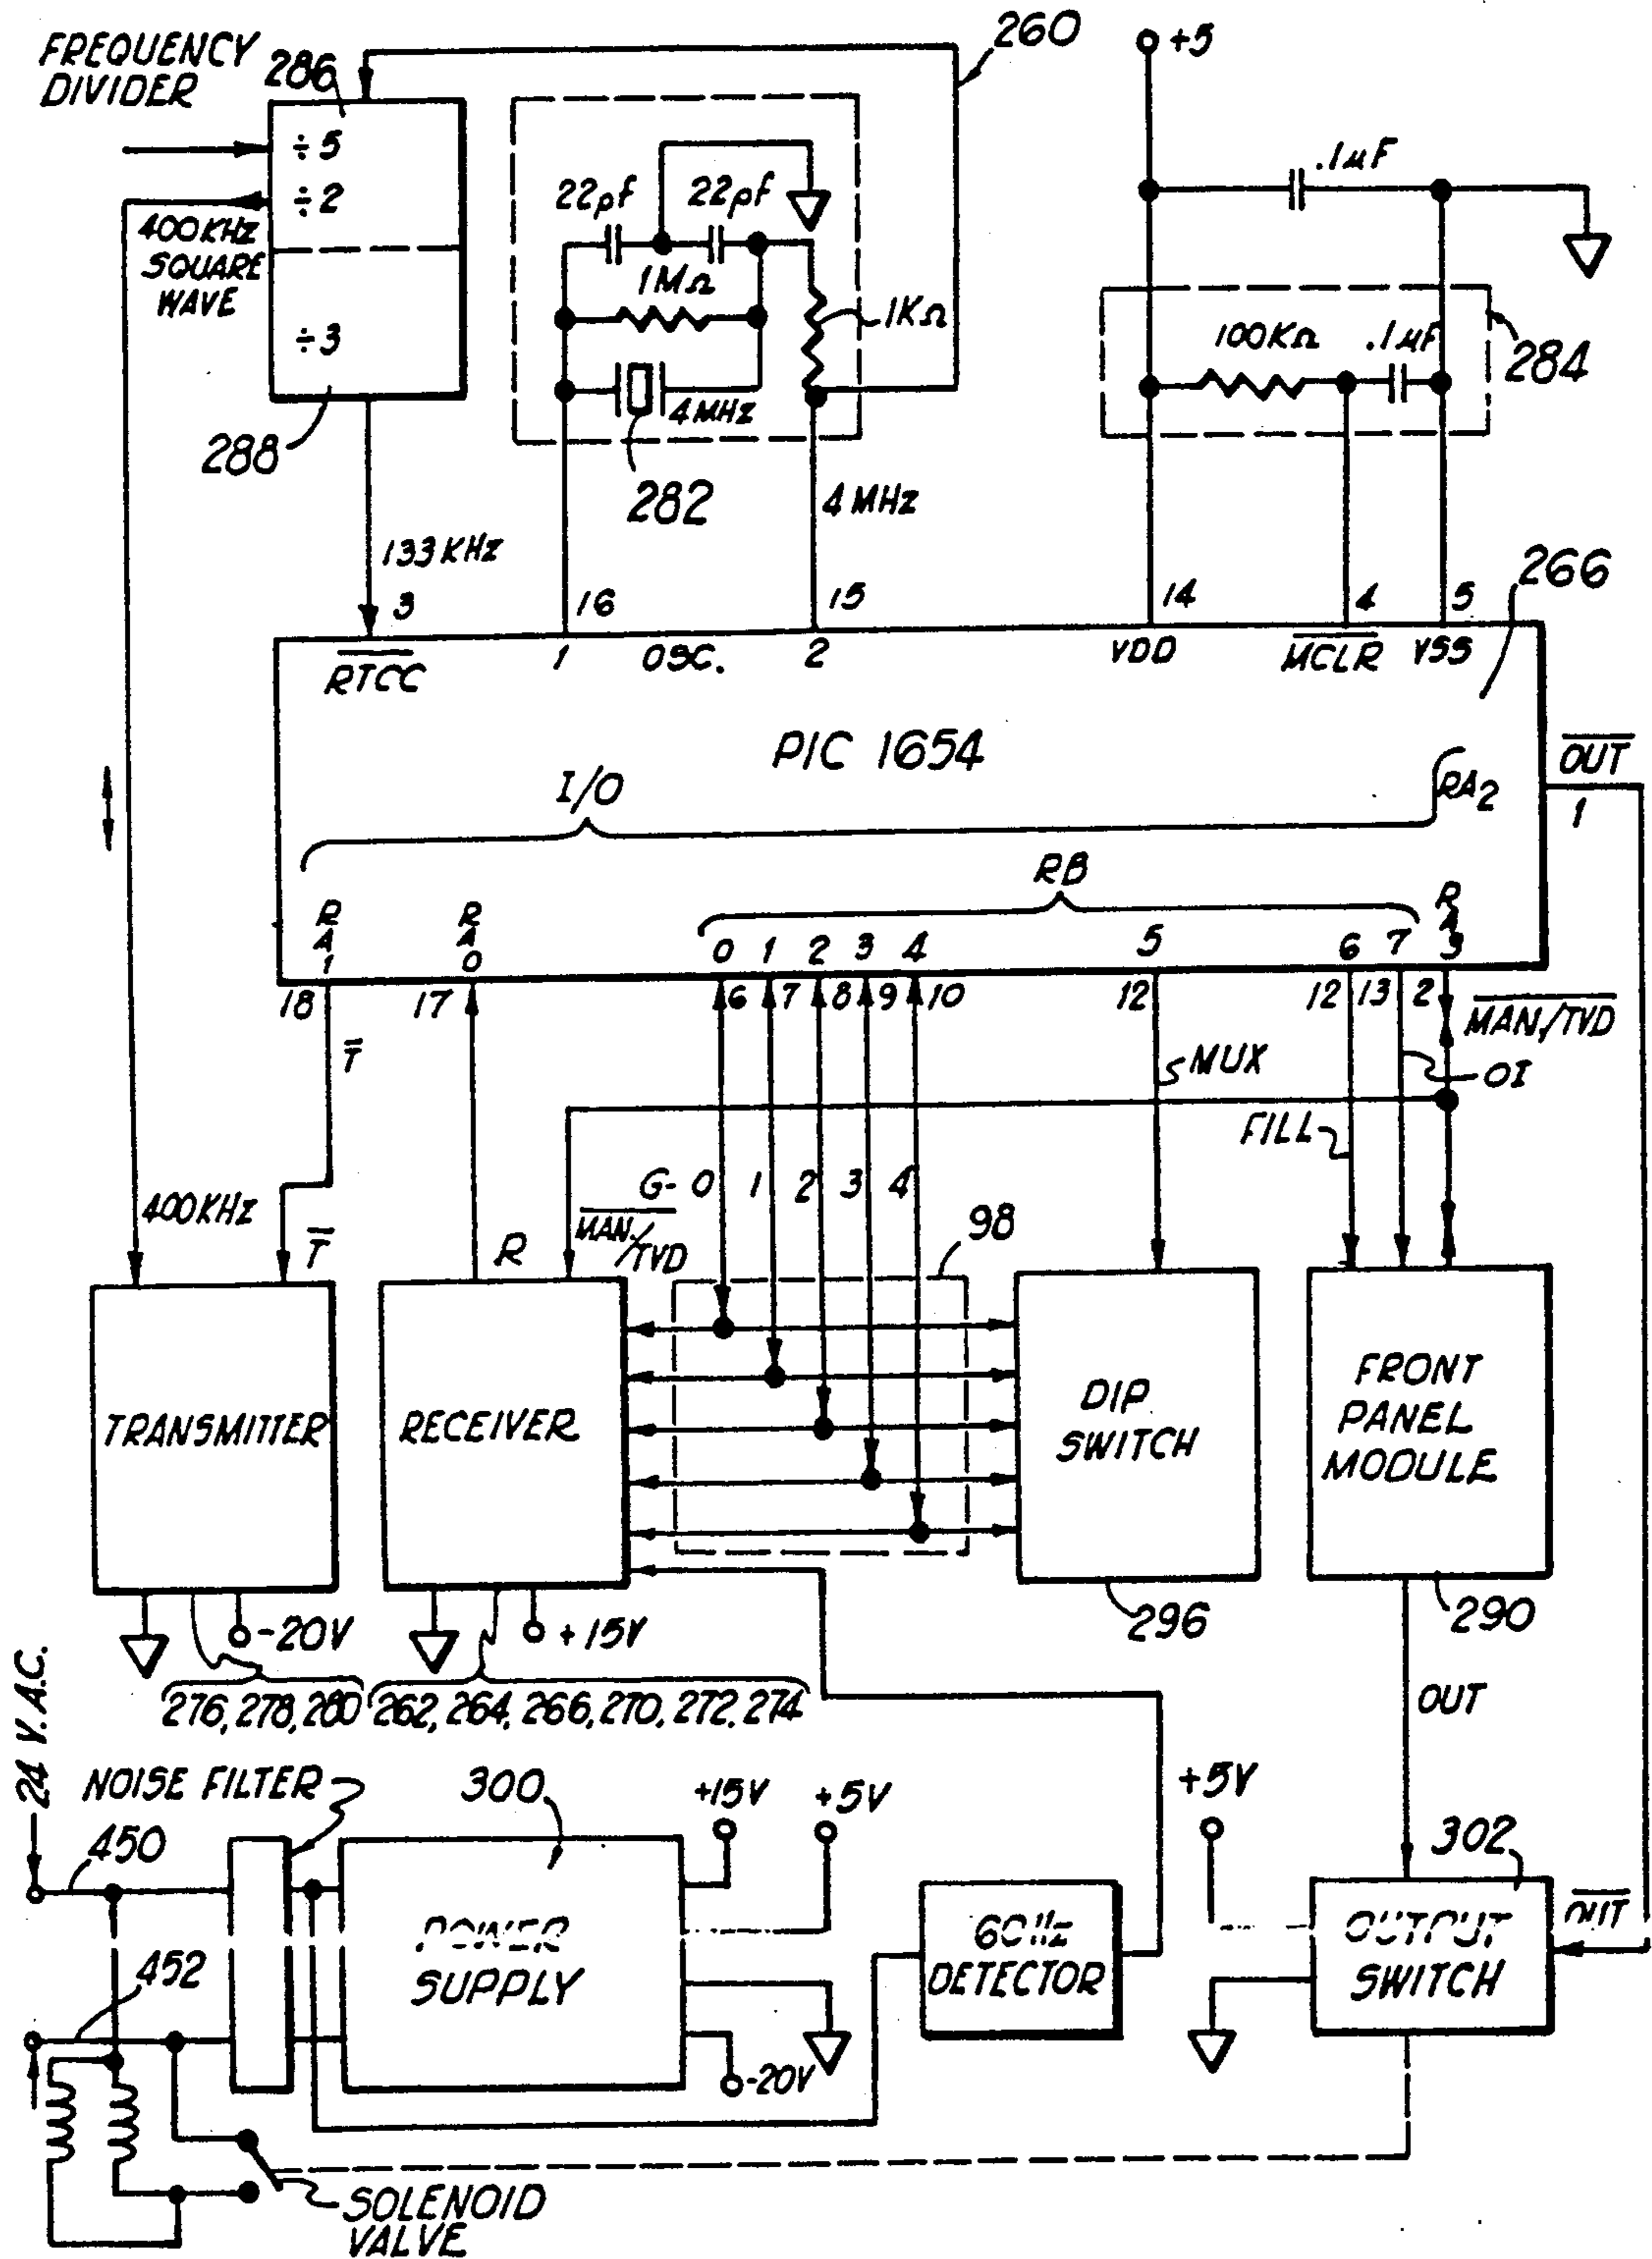 FREQUENCY
DIVIDER
286
260
+5
÷5
÷2
400KHZ
SQUARE
WAVE
÷3
288
22pf
22pf
1MΩ
1KΩ
4MHZ
282
.1µF
100KΩ
.1µF
284
133KHZ
4 MHZ
266
3
16
15
14
4
5
RTCC
1
OSC.
2
VDD
MCLR
VSS
PIC 1654
OUT
1
I/O
RA2
RB
RA1
RA0
0
1
2
3
4
5
6
7
RA3
18
17
6
7
8
9
10
12
12
13
2
MAN./TVD
T
MUX
OI
FILL
G- 0
1
2
3
4
400KHZ
T
R
MAN./TVD
98
TRANSMITTER
RECEIVER
DIP
SWITCH
FRONT
PANEL
MODULE
-20V
+15V
296
290
276, 278, 280
262, 264, 266, 270, 272, 274
OUT
24 V.A.C.
NOISE FILTER
300
+15V
+5V
+5V
450
302
POWER
SUPPLY
60Hz
DETECTOR
OUTPUT
SWITCH
OUT
452
-20V
SOLENOID
VALVE